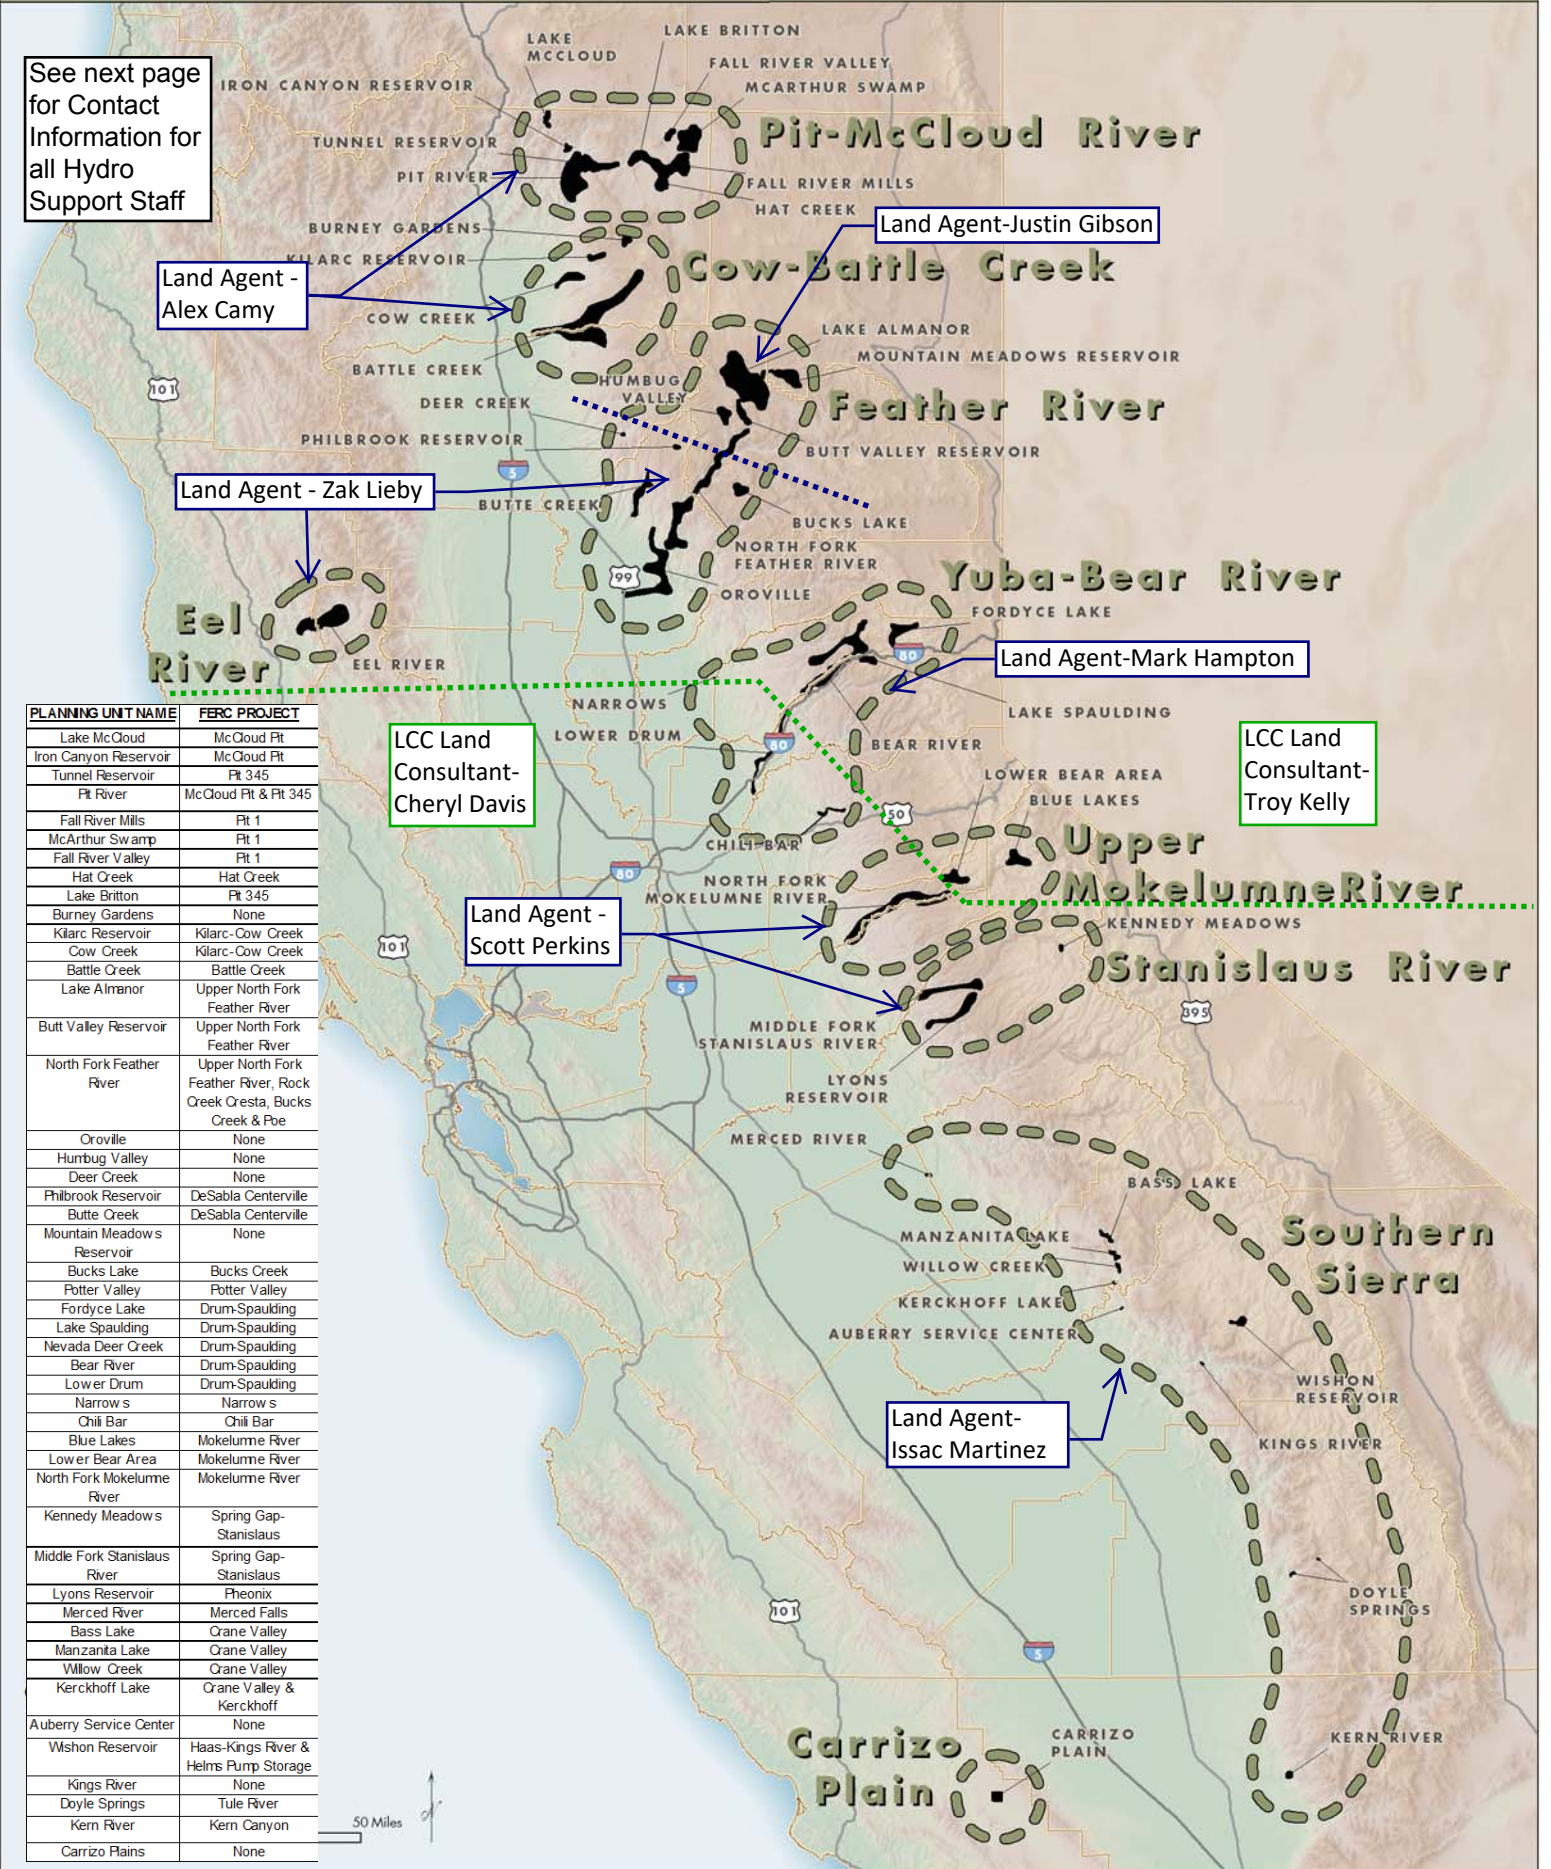 See next page
for Contact
Information for
all Hydro
Support Staff
LAKE
MCCLOUD
LAKE BRITTON
FALL RIVER VALLEY
MCARTHUR SWAMP
IRON CANYON RESERVOIR
TUNNEL RESERVOIR
PIT RIVER
Pit-McCloud River
FALL RIVER MILLS
HAT CREEK
BURNEY GARDENS
KILARC RESERVOIR
Land Agent-Justin Gibson
Cow-Battle Creek
Land Agent -
Alex Camy
COW CREEK
BATTLE CREEK
LAKE ALMANOR
MOUNTAIN MEADOWS RESERVOIR
101
HUMBUG
VALLEY
DEER CREEK
Feather River
PHILBROOK RESERVOIR
BUTT VALLEY RESERVOIR
5
Land Agent - Zak Lieby
BUTTE CREEK
BUCKS LAKE
NORTH FORK
FEATHER RIVER
99
OROVILLE
Yuba-Bear River
FORDYCE LAKE
Eel
River
EEL RIVER
80
Land Agent-Mark Hampton
NARROWS
LAKE SPAULDING
LOWER DRUM
80
BEAR RIVER
LCC Land
Consultant-
Cheryl Davis
LCC Land
Consultant-
Troy Kelly
LOWER BEAR AREA
BLUE LAKES
50
CHILI BAR
Upper
MokelumneRiver
80
NORTH FORK
MOKELUMNE RIVER
Land Agent -
Scott Perkins
101
KENNEDY MEADOWS
Stanislaus River
5
395
MIDDLE FORK
STANISLAUS RIVER
LYONS
RESERVOIR
MERCED RIVER
BASS LAKE
MANZANITA LAKE
WILLOW CREEK
Southern
Sierra
KERCKHOFF LAKE
AUBERRY SERVICE CENTER
WISHON
RESERVOIR
Land Agent-
Issac Martinez
KINGS RIVER
DOYLE
SPRINGS
101
5
KERN RIVER
Carrizo
Plain
CARRIZO
PLAIN
50 Miles
N
PLANNING UNIT NAME FERC PROJECT
Lake McCloud McCloud Pit
Iron Canyon Reservoir McCloud Pit
Tunnel Reservoir Pit 345
Pit River McCloud Pit & Pit 345
Fall River Mills Pit 1
McArthur Swamp Pit 1
Fall River Valley Pit 1
Hat Creek Hat Creek
Lake Britton Pit 345
Burney Gardens None
Kilarc Reservoir Kilarc-Cow Creek
Cow Creek Kilarc-Cow Creek
Battle Creek Battle Creek
Lake Almanor Upper North Fork
Feather River
Butt Valley Reservoir Upper North Fork
Feather River
North Fork Feather Upper North Fork
River Feather River, Rock
Creek Cresta, Bucks
Creek & Poe
Oroville None
Humbug Valley None
Deer Creek None
Philbrook Reservoir DeSabla Centerville
Butte Creek DeSabla Centerville
Mountain Meadows None
Reservoir
Bucks Lake Bucks Creek
Potter Valley Potter Valley
Fordyce Lake Drum-Spaulding
Lake Spaulding Drum-Spaulding
Nevada Deer Creek Drum-Spaulding
Bear River Drum-Spaulding
Lower Drum Drum-Spaulding
Narrows Narrows
Chili Bar Chili Bar
Blue Lakes Mokelumne River
Lower Bear Area Mokelumne River
North Fork Mokelumne Mokelumne River
River
Kennedy Meadows Spring Gap-
Stanislaus
Middle Fork Stanislaus Spring Gap-
River Stanislaus
Lyons Reservoir Pheonix
Merced River Merced Falls
Bass Lake Crane Valley
Manzanita Lake Crane Valley
Willow Creek Crane Valley
Kerckhoff Lake Crane Valley &
Kerckhoff
Auberry Service Center None
Wishon Reservoir Haas-Kings River &
Helms Pump Storage
Kings River None
Doyle Springs Tule River
Kern River Kern Canyon
Carrizo Plains None